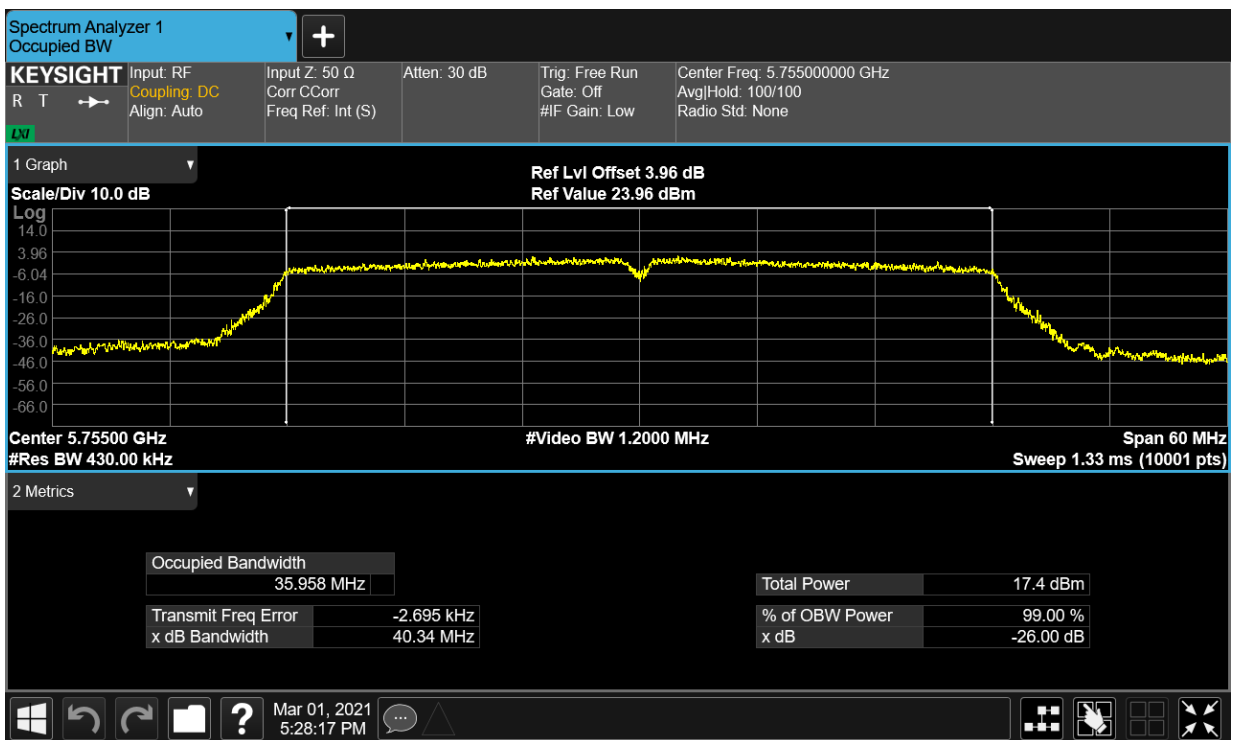 Spectrum Analyzer 1
Occupied BW
KEYSIGHT Input: RF Input Z: 50 Ω Atten: 30 dB Trig: Free Run Center Freq: 5.755000000 GHz
R T Coupling: DC Corr CCorr Gate: Off Avg|Hold: 100/100
Align: Auto Freq Ref: Int (S) #IF Gain: Low Radio Std: None
LXI
1 Graph
Ref Lvl Offset 3.96 dB
Scale/Div 10.0 dB Ref Value 23.96 dBm
Log
14.0
3.96
-6.04
-16.0
-26.0
-36.0
-46.0
-56.0
-66.0
Center 5.75500 GHz #Video BW 1.2000 MHz Span 60 MHz
#Res BW 430.00 kHz Sweep 1.33 ms (10001 pts)
2 Metrics
Occupied Bandwidth
35.958 MHz Total Power 17.4 dBm
Transmit Freq Error -2.695 kHz % of OBW Power 99.00 %
x dB Bandwidth 40.34 MHz x dB -26.00 dB
? Mar 01, 2021
5:28:17 PM